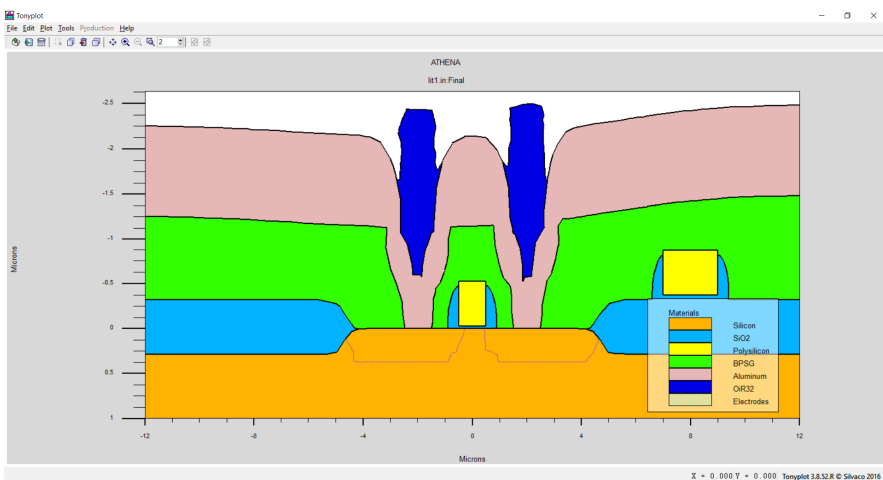 Tonyplot
File Edit Plot Tools Production Help
2
ATHENA
lit1.in:Final
-2.5
-2
-1.5
-1
-0.5
0
0.5
1
Microns
-12
-8
-4
0
4
8
12
Microns
Materials
Silicon
SiO2
Polysilicon
BPSG
Aluminum
OiR32
Electrodes
X = 0.000 Y = 0.000 Tonyplot 3.8.52.R © Silvaco 2016